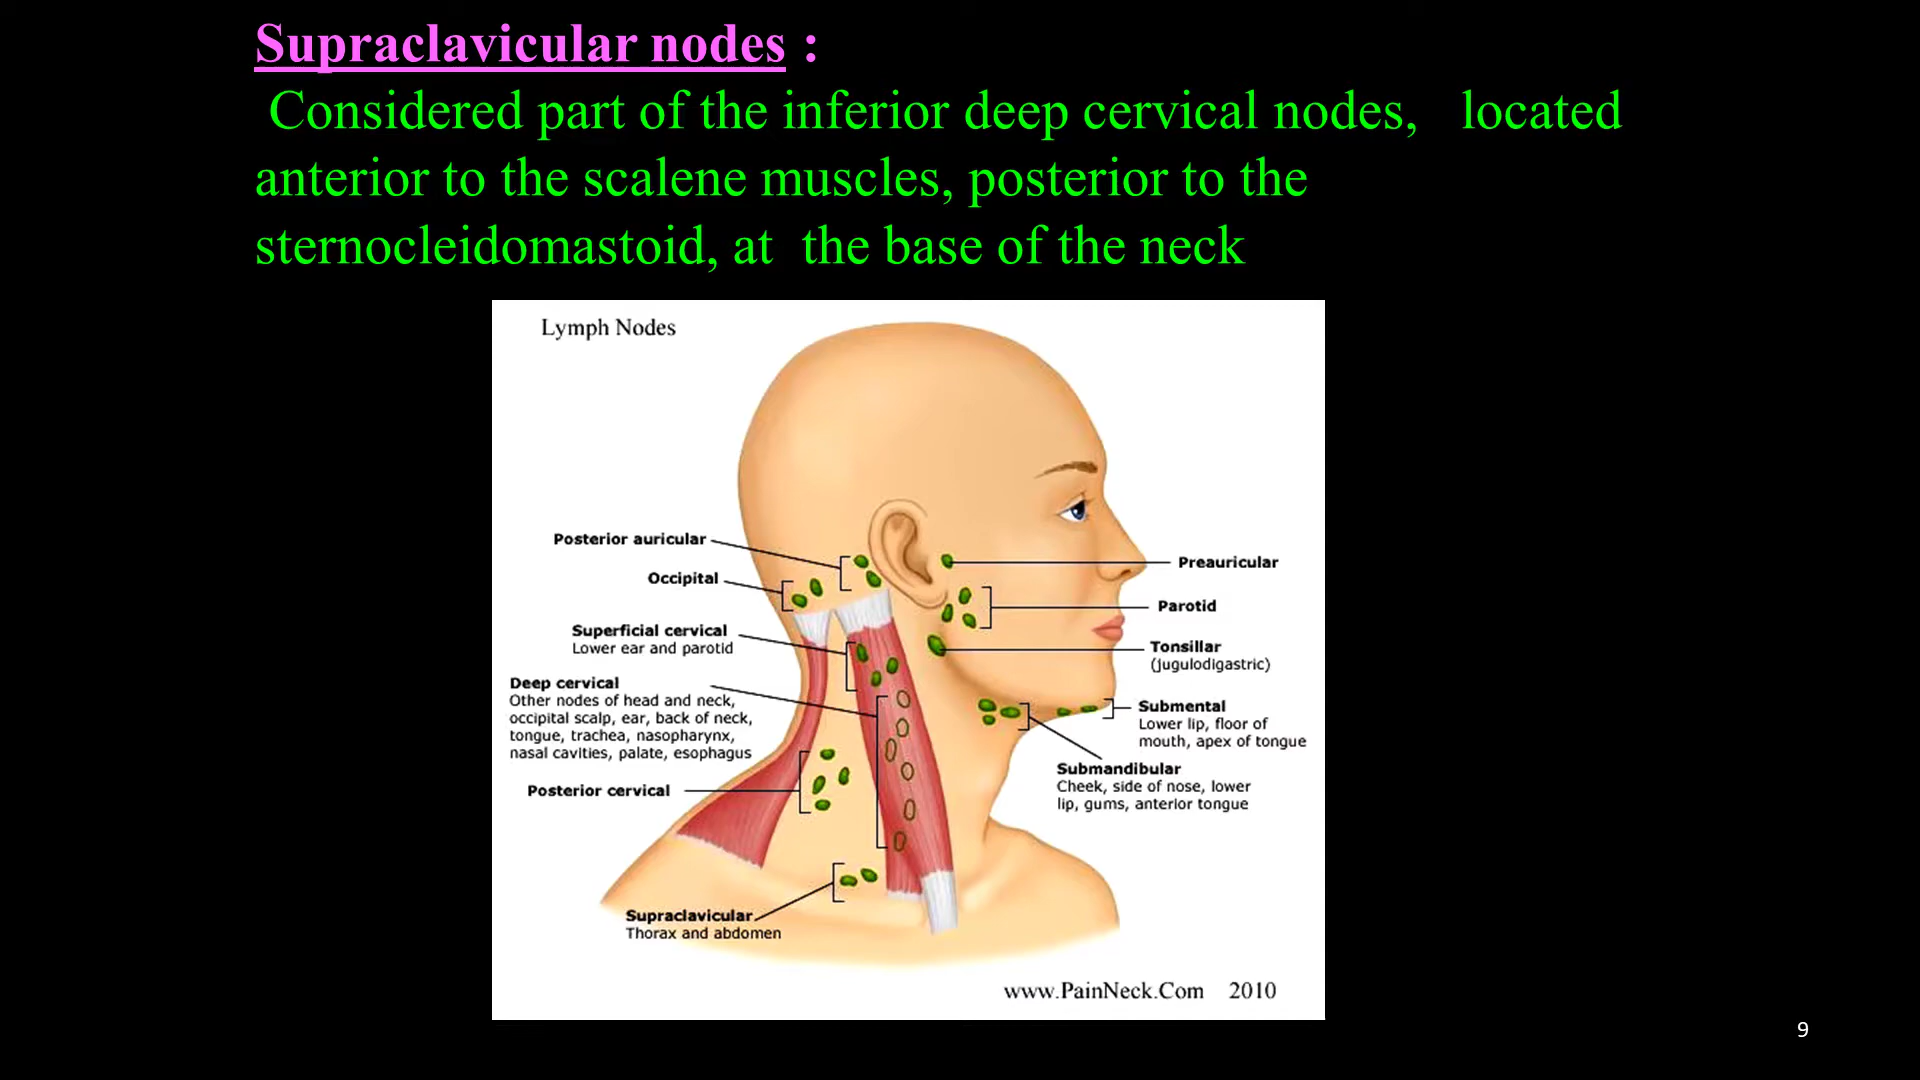 Supraclavicular nodes :
Considered part of the inferior deep cervical nodes, located
anterior to the scalene muscles, posterior to the
sternocleidomastoid, at the base of the neck
Lymph Nodes
Posterior auricular
Occipital
Superficial cervical
Lower ear and parotid
Deep cervical
Other nodes of head and neck,
occipital scalp, ear, back of neck,
tongue, trachea, nasopharynx,
nasal cavities, palate, esophagus
Posterior cervical
Supraclavicular
Thorax and abdomen
Preauricular
Parotid
Tonsillar
(jugulodigastric)
Submental
Lower lip, floor of
mouth, apex of tongue
Submandibular
Cheek, side of nose, lower
lip, gums, anterior tongue
www.PainNeck.Com 2010
9